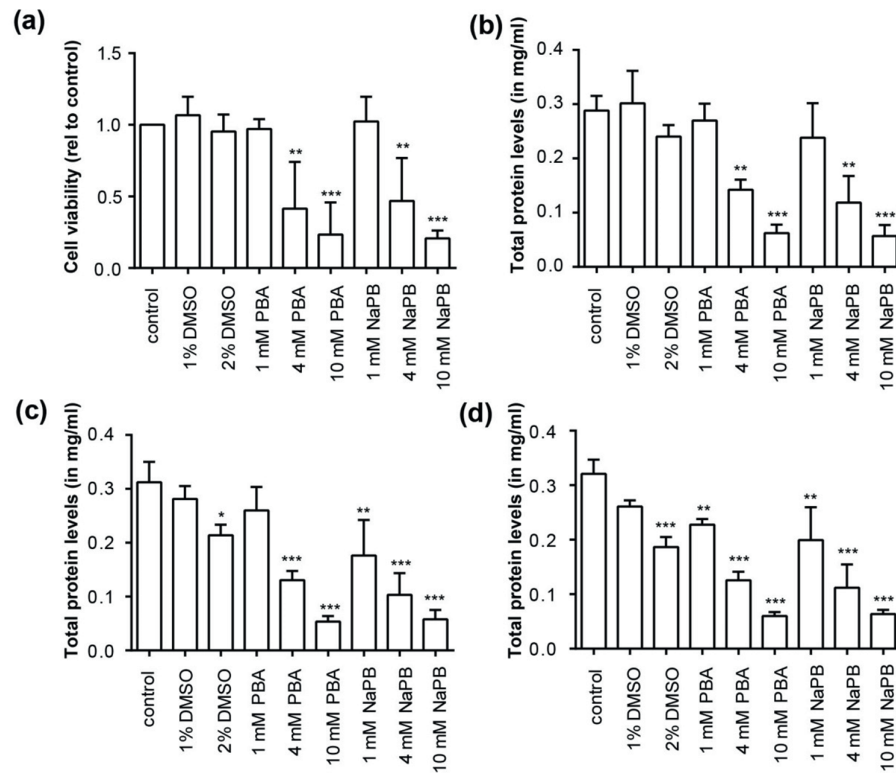 (a)
Cell viability (rel to control)
1.5
1.0
0.5
0.0
**
***
**
***
control
1% DMSO
2% DMSO
1 mM PBA
4 mM PBA
10 mM PBA
1 mM NaPB
4 mM NaPB
10 mM NaPB
(b)
Total protein levels (in mg/ml)
0.4
0.3
0.2
0.1
0.0
**
***
**
***
control
1% DMSO
2% DMSO
1 mM PBA
4 mM PBA
10 mM PBA
1 mM NaPB
4 mM NaPB
10 mM NaPB
(c)
Total protein levels (in mg/ml)
0.4
0.3
0.2
0.1
0.0
*
***
***
**
***
***
control
1% DMSO
2% DMSO
1 mM PBA
4 mM PBA
10 mM PBA
1 mM NaPB
4 mM NaPB
10 mM NaPB
(d)
Total protein levels (in mg/ml)
0.4
0.3
0.2
0.1
0.0
***
**
***
***
**
***
***
control
1% DMSO
2% DMSO
1 mM PBA
4 mM PBA
10 mM PBA
1 mM NaPB
4 mM NaPB
10 mM NaPB